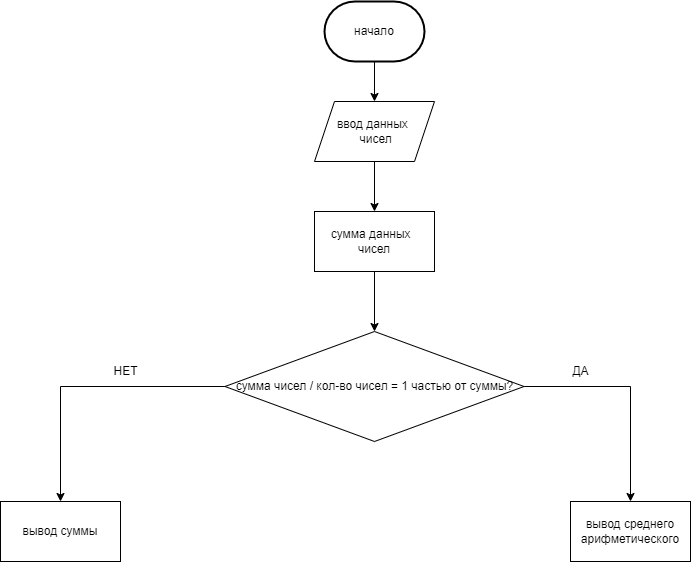 начало
ввод данных
чисел
сумма данных
чисел
сумма чисел / кол-во чисел = 1 частью от суммы?
НЕТ
ДА
вывод суммы
вывод среднего
арифметического